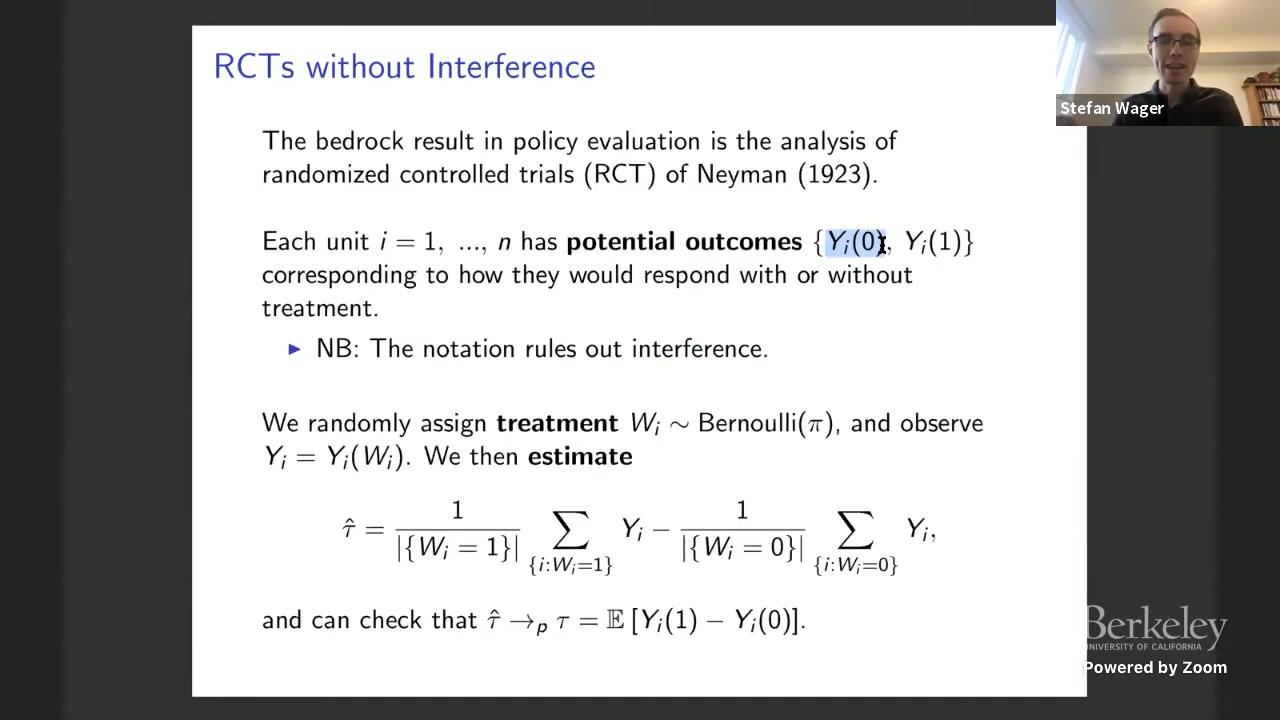 RCTs without Interference
Stefan Wager
The bedrock result in policy evaluation is the analysis of
randomized controlled trials (RCT) of Neyman (1923).
Each unit i = 1, ..., n has potential outcomes {Y_i(0), Y_i(1)}
corresponding to how they would respond with or without
treatment.
▶ NB: The notation rules out interference.
We randomly assign treatment W_i ∼ Bernoulli(π), and observe
Y_i = Y_i(W_i). We then estimate
τ̂ = 1/|{W_i = 1}| ∑_{i:W_i=1} Y_i − 1/|{W_i = 0}| ∑_{i:W_i=0} Y_i,
and can check that τ̂ →_p τ = 𝔼 [Y_i(1) − Y_i(0)].
Berkeley
UNIVERSITY OF CALIFORNIA
Powered by Zoom